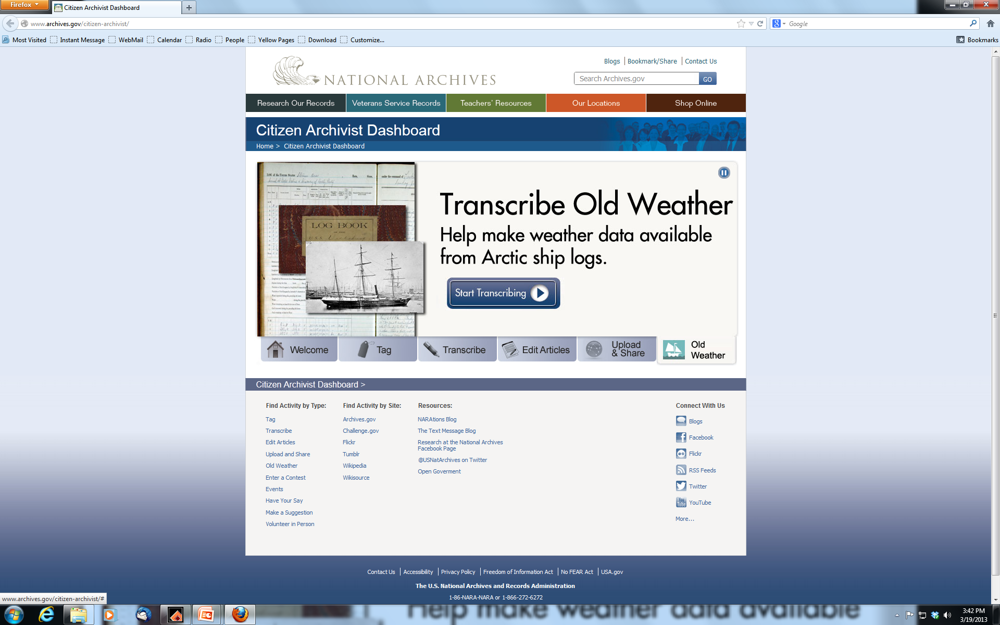 Firefox
Citizen Archivist Dashboard
www.archives.gov/citizen-archivist/
Google
Most Visited
Instant Message
WebMail
Calendar
Radio
People
Yellow Pages
Download
Customize...
Bookmarks
NATIONAL ARCHIVES
Blogs
Bookmark/Share
Contact Us
Search Archives.gov
GO
Research Our Records
Veterans Service Records
Teachers' Resources
Our Locations
Shop Online
Citizen Archivist Dashboard
Home > Citizen Archivist Dashboard
LOG BOOK
Transcribe Old Weather
Help make weather data available
from Arctic ship logs.
Start Transcribing
Welcome
Tag
Transcribe
Edit Articles
Upload
& Share
Old
Weather
Citizen Archivist Dashboard >
Find Activity by Type:
Tag
Transcribe
Edit Articles
Upload and Share
Old Weather
Enter a Contest
Events
Have Your Say
Make a Suggestion
Volunteer in Person
Find Activity by Site:
Archives.gov
Challenge.gov
Flickr
Tumblr
Wikipedia
Wikisource
Resources:
NARAtions Blog
The Text Message Blog
Research at the National Archives
Facebook Page
@USNatArchives on Twitter
Open Goverment
Connect With Us
Blogs
Facebook
Flickr
RSS Feeds
Twitter
YouTube
More...
Contact Us
Accessibility
Privacy Policy
Freedom of Information Act
No FEAR Act
USA.gov
The U.S. National Archives and Records Administration
1-86-NARA-NARA or 1-866-272-6272
www.archives.gov/citizen-archivist/#
Help make weather data available
3:42 PM
3/19/2013